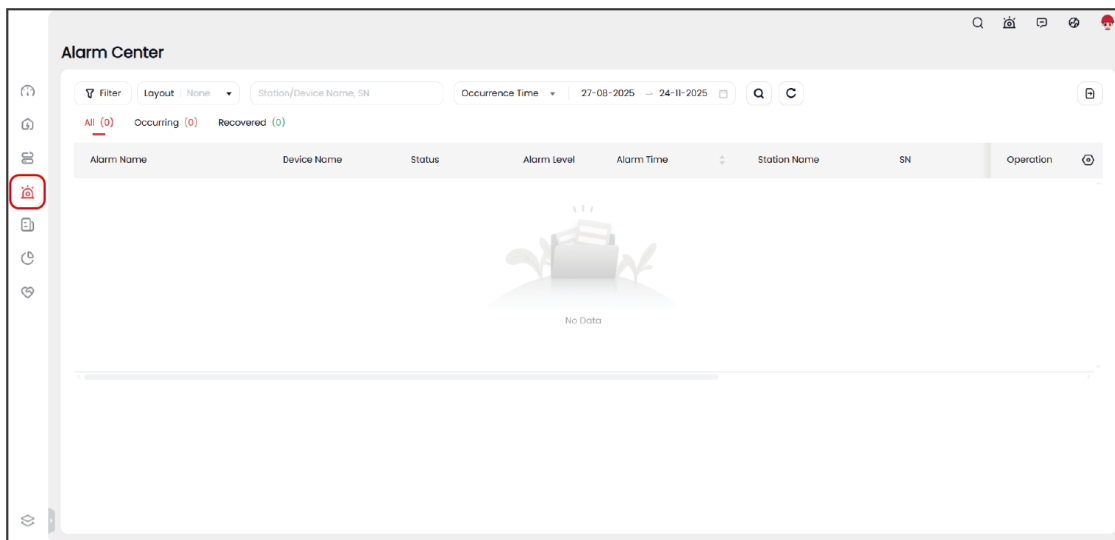 Alarm Center
Filter Layout None Station/Device Name, SN Occurrence Time 27-08-2025 → 24-11-2025
All (0) Occurring (0) Recovered (0)
Alarm Name Device Name Status Alarm Level Alarm Time Station Name SN Operation
No Data